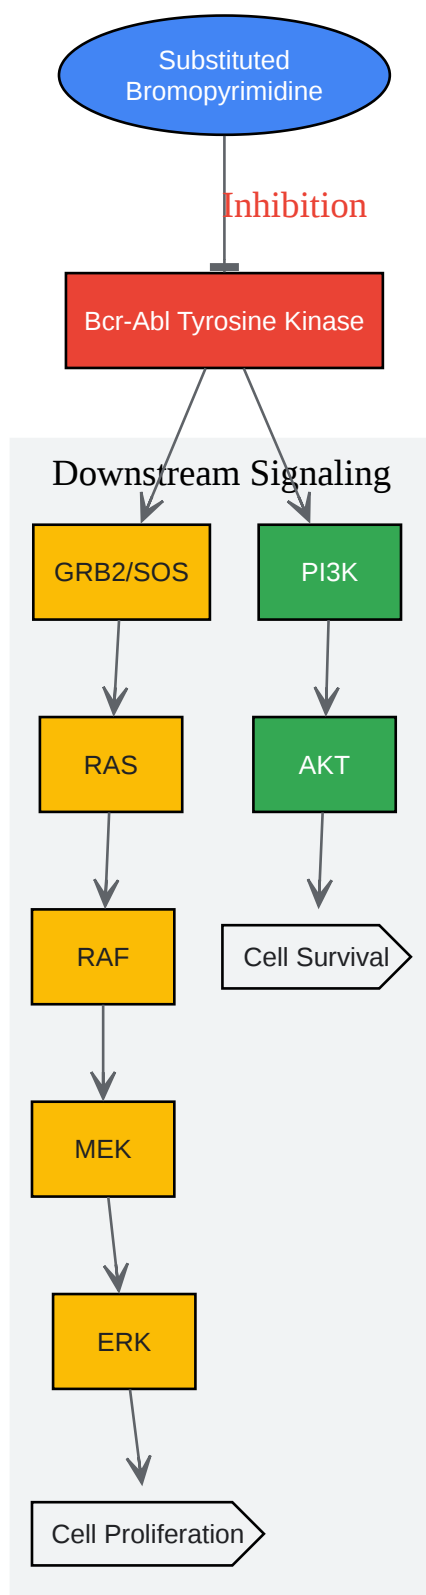 Substituted
Bromopyrimidine
Inhibition
Bcr-Abl Tyrosine Kinase
Downstream Signaling
GRB2/SOS
PI3K
RAS
AKT
RAF
Cell Survival
MEK
ERK
Cell Proliferation